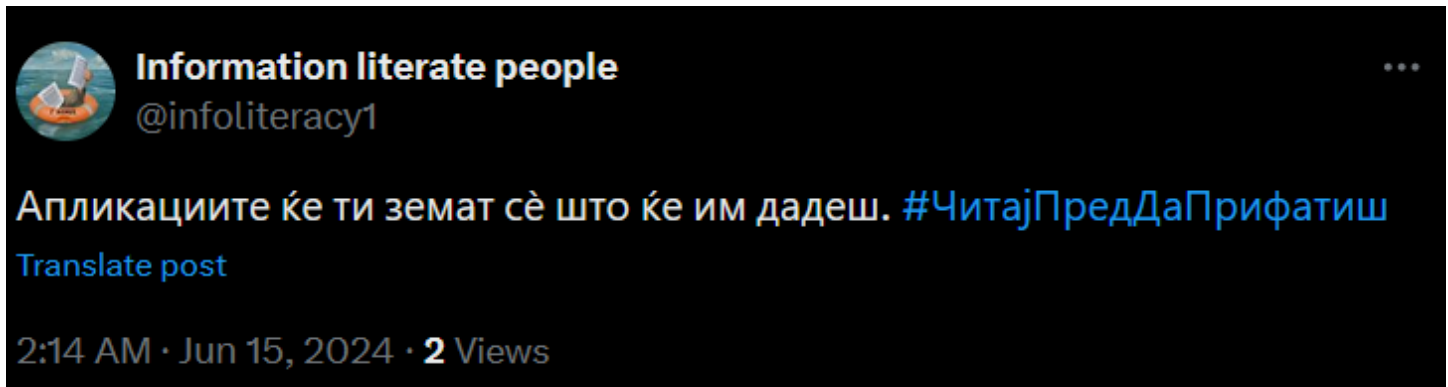 Information literate people
@infoliteracy1
Апликациите ќе ти земат сѐ што ќе им дадеш. #ЧитајПредДаПрифатиш
Translate post
2:14 AM · Jun 15, 2024 · 2 Views